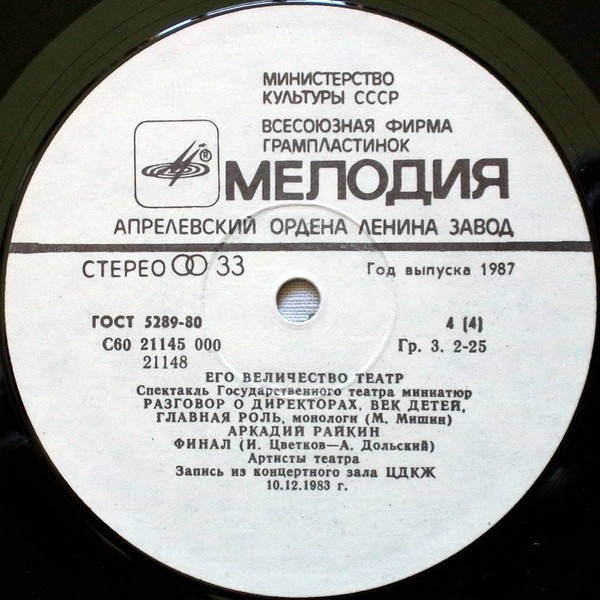 МИНИСТЕРСТВО
КУЛЬТУРЫ СССР
ВСЕСОЮЗНАЯ ФИРМА
ГРАМПЛАСТИНОК
®
МЕЛОДИЯ
АПРЕЛЕВСКИЙ ОРДЕНА ЛЕНИНА ЗАВОД
СТЕРЕО 33
Год выпуска 1987
ГОСТ 5289-80
4 (4)
С60 21145 000
Гр. 3. 2-25
21148
ЕГО ВЕЛИЧЕСТВО ТЕАТР
Спектакль Государственного театра миниатюр
РАЗГОВОР О ДИРЕКТОРАХ, ВЕК ДЕТЕЙ,
ГЛАВНАЯ РОЛЬ, монологи (М. Мишин)
АРКАДИЙ РАЙКИН
ФИНАЛ (И. Цветков—А. Дольский)
Артисты театра
Запись из концертного зала ЦДКЖ
10.12.1983 г.